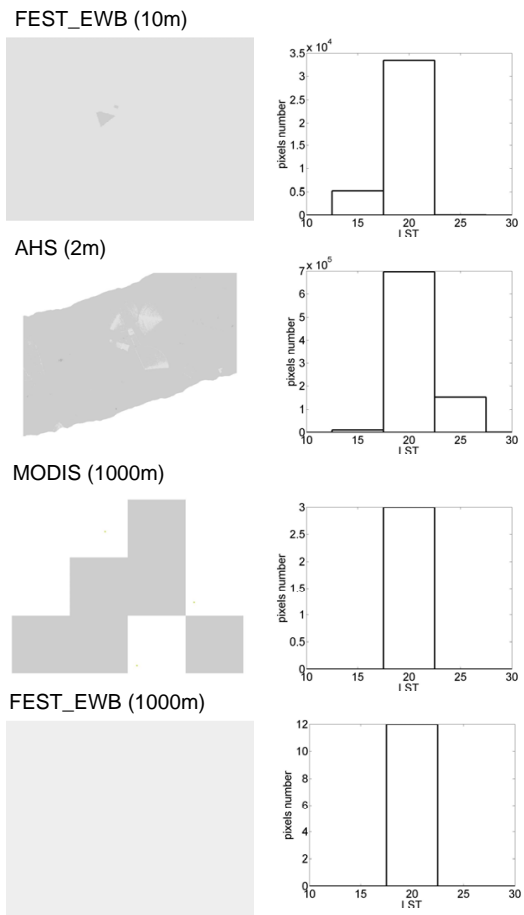 FEST_EWB (10m)
x 10^4
3.5
3
2.5
2
1.5
1
0.5
0
pixels number
10 15 20 25 30
LST
AHS (2m)
x 10^5
7
6
5
4
3
2
1
0
pixels number
10 15 20 25 30
LST
MODIS (1000m)
3
2.5
2
1.5
1
0.5
0
pixels number
10 15 20 25 30
LST
FEST_EWB (1000m)
12
10
8
6
4
2
0
pixels number
10 15 20 25 30
LST